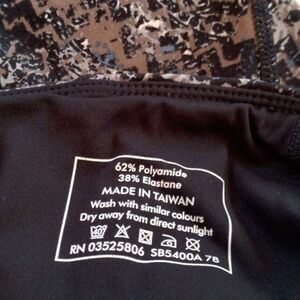 62% Polyamide
38% Elastane
MADE IN TAIWAN
Wash with similar colours
Dry away from direct sunlight
RN 03525806 SB5400A 78